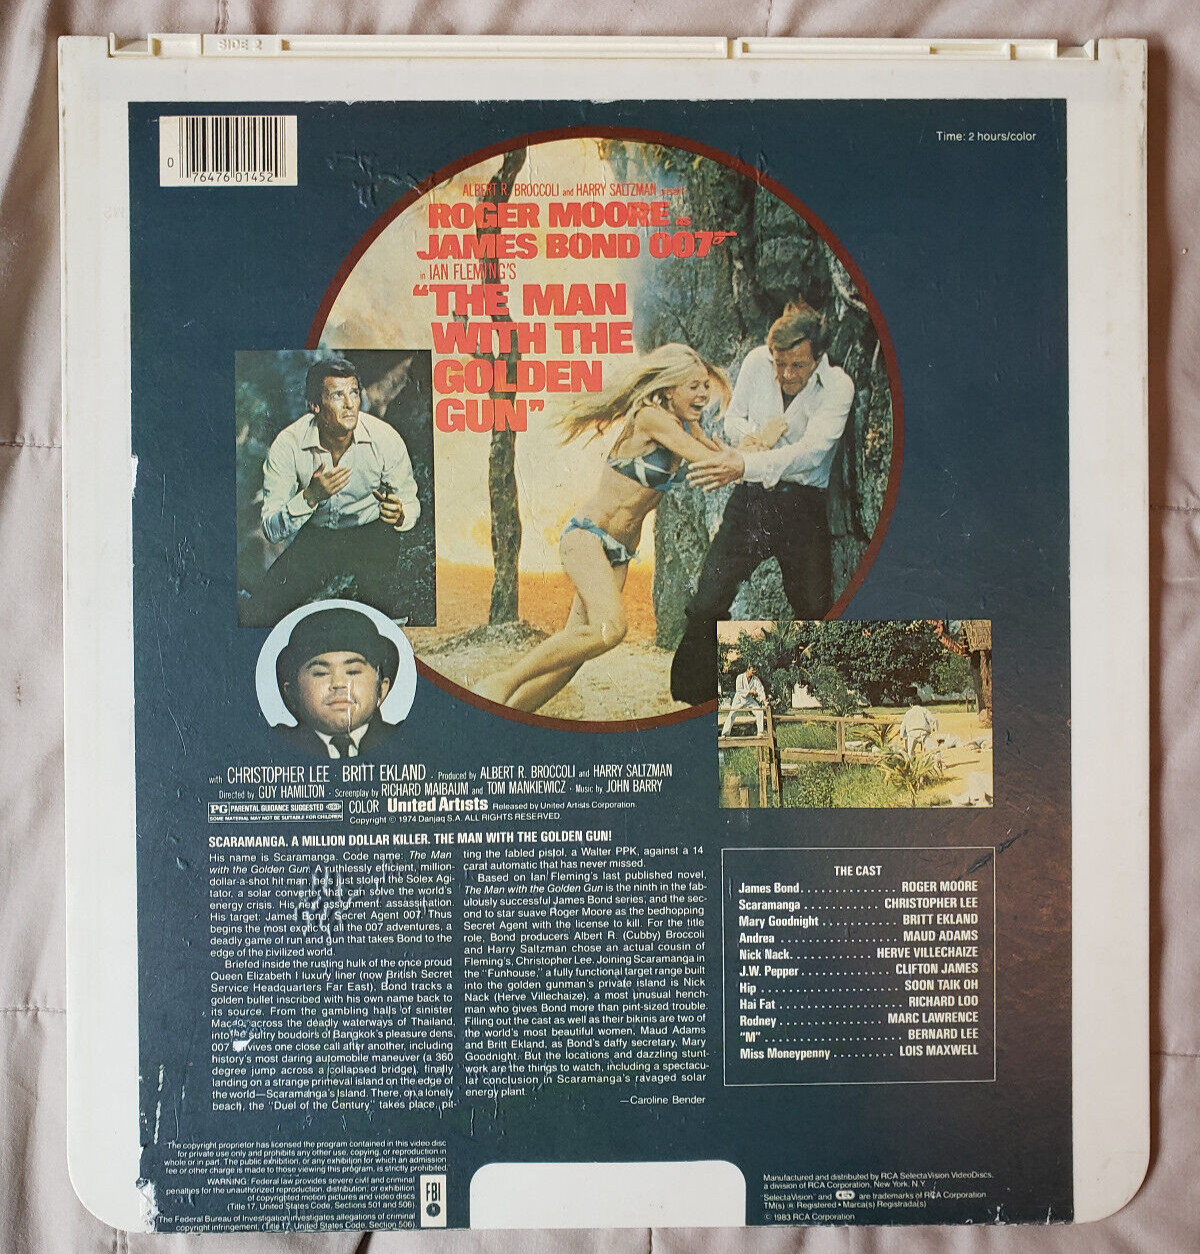 SIDE 2
0 76476 01452
Time: 2 hours/color
ALBERT R. BROCCOLI and HARRY SALTZMAN present
ROGER MOORE as
JAMES BOND 007
in IAN FLEMING'S
"THE MAN
WITH THE
GOLDEN
GUN"
with CHRISTOPHER LEE · BRITT EKLAND · Produced by ALBERT R. BROCCOLI and HARRY SALTZMAN
Directed by GUY HAMILTON · Screenplay by RICHARD MAIBAUM and TOM MANKIEWICZ · Music by JOHN BARRY
PG PARENTAL GUIDANCE SUGGESTED
SOME MATERIAL MAY NOT BE SUITABLE FOR CHILDREN
COLOR United Artists Released by United Artists Corporation.
Copyright © 1974 Danjaq S.A. ALL RIGHTS RESERVED.
SCARAMANGA. A MILLION DOLLAR KILLER. THE MAN WITH THE GOLDEN GUN!
His name is Scaramanga. Code name: The Man
with the Golden Gun. A ruthlessly efficient, million-
dollar-a-shot hit man, just stolen the Solex Agi-
tator, a solar converter that can solve the world's
energy crisis. His next assignment: assassination.
His target: James Bond, Secret Agent 007. Thus
begins the most exotic of all the 007 adventures, a
deadly game of run and gun that takes Bond to the
edge of the civilized world.
Briefed inside the rusting hulk of the once proud
Queen Elizabeth I luxury liner (now British Secret
Service Headquarters Far East), Bond tracks a
golden bullet inscribed with his own name back to
its source. From the gambling halls of sinister
Macao, across the deadly waterways of Thailand,
into the sultry boudoirs of Bangkok's pleasure dens,
007 survives one close call after another, including
history's most daring automobile maneuver (a 360
degree jump across a collapsed bridge), finally
landing on a strange primeval island on the edge of
the world—Scaramanga's Island. There, on a lonely
beach, the "Duel of the Century" takes place, pit-
ting the fabled pistol, a Walter PPK, against a 14
carat automatic that has never missed.
Based on Ian Fleming's last published novel,
The Man with the Golden Gun is the ninth in the fab-
ulously successful James Bond series, and the sec-
ond to star suave Roger Moore as the bedhopping
Secret Agent with the license to kill. For the title
role, Bond producers Albert R. (Cubby) Broccoli
and Harry Saltzman chose an actual cousin of
Fleming's, Christopher Lee. Joining Scaramanga in
the "Funhouse," a fully functional target range built
into the golden gunman's private island is Nick
Nack (Herve Villechaize), a most unusual hench-
man who gives Bond more than pint-sized trouble.
Filling out the cast as well as their bikinis are two of
the world's most beautiful women, Maud Adams
and Britt Ekland, as Bond's daffy secretary, Mary
Goodnight. But the locations and dazzling stunt-
work are the things to watch, including a spectacu-
lar conclusion in Scaramanga's ravaged solar
energy plant.
—Caroline Bender
THE CAST
James Bond . . . . . . . . . . . . . . ROGER MOORE
Scaramanga . . . . . . . . . . . . CHRISTOPHER LEE
Mary Goodnight . . . . . . . . . . . . BRITT EKLAND
Andrea . . . . . . . . . . . . . . . . . . MAUD ADAMS
Nick Nack . . . . . . . . . . . . HERVE VILLECHAIZE
J.W. Pepper . . . . . . . . . . . . . CLIFTON JAMES
Hip . . . . . . . . . . . . . . . . . . . . SOON TAIK OH
Hai Fat . . . . . . . . . . . . . . . . . . RICHARD LOO
Rodney . . . . . . . . . . . . . . . MARC LAWRENCE
"M" . . . . . . . . . . . . . . . . . . . . BERNARD LEE
Miss Moneypenny . . . . . . . . . LOIS MAXWELL
The copyright proprietor has licensed the program contained in this video disc
for private use only and prohibits any other use, copying, or reproduction in
whole or in part. The public exhibition, or any exhibition for which an admission
fee or other charge is made to those viewing this program, is strictly prohibited.
WARNING: Federal law provides severe civil and criminal
penalties for the unauthorized reproduction, distribution, or exhibition
of copyrighted motion pictures and video discs
(Title 17, United States Code, Sections 501 and 506).
The Federal Bureau of Investigation investigates allegations of criminal
copyright infringement. (Title 17, United States Code, Section 506).
FBI
Manufactured and distributed by RCA SelectaVision VideoDiscs,
a division of RCA Corporation, New York, N.Y.
"SelectaVision" and CED are trademarks of RCA Corporation
TM(s) ® Registered • Marca(s) Registrada(s)
© 1983 RCA Corporation